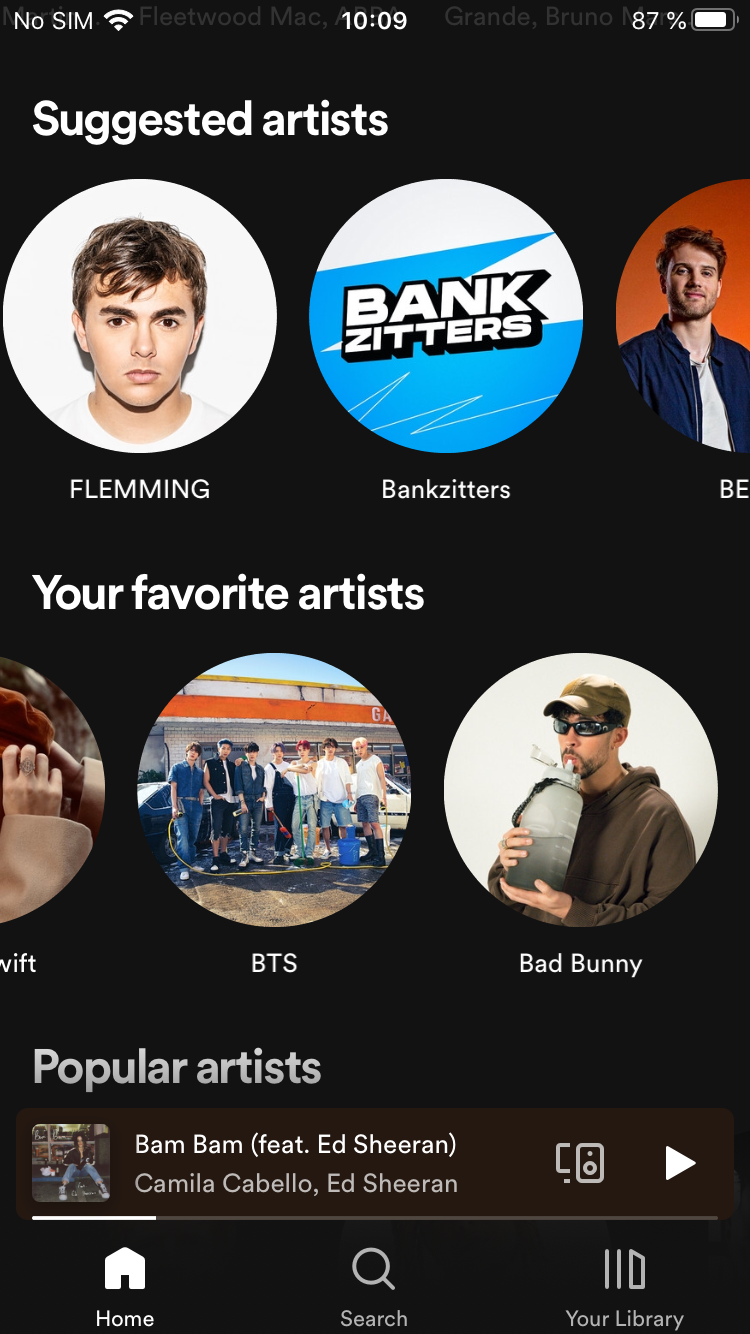 Fleetwood Mac, ABBA Grande, Bruno Mar
No SIM 10:09 87 %
Suggested artists
BANK
ZITTERS
FLEMMING Bankzitters BE
Your favorite artists
GA
wift BTS Bad Bunny
Popular artists
Bam Bam (feat. Ed Sheeran)
Camila Cabello, Ed Sheeran
Home Search Your Library